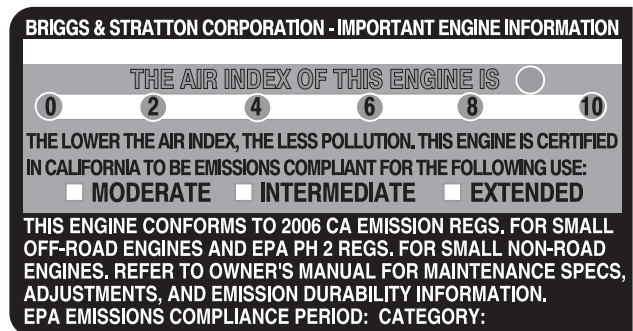 BRIGGS & STRATTON CORPORATION - IMPORTANT ENGINE INFORMATION
THE AIR INDEX OF THIS ENGINE IS
0 2 4 6 8 10
THE LOWER THE AIR INDEX, THE LESS POLLUTION. THIS ENGINE IS CERTIFIED
IN CALIFORNIA TO BE EMISSIONS COMPLIANT FOR THE FOLLOWING USE:
MODERATE INTERMEDIATE EXTENDED
THIS ENGINE CONFORMS TO 2006 CA EMISSION REGS. FOR SMALL
OFF-ROAD ENGINES AND EPA PH 2 REGS. FOR SMALL NON-ROAD
ENGINES. REFER TO OWNER'S MANUAL FOR MAINTENANCE SPECS,
ADJUSTMENTS, AND EMISSION DURABILITY INFORMATION.
EPA EMISSIONS COMPLIANCE PERIOD: CATEGORY: